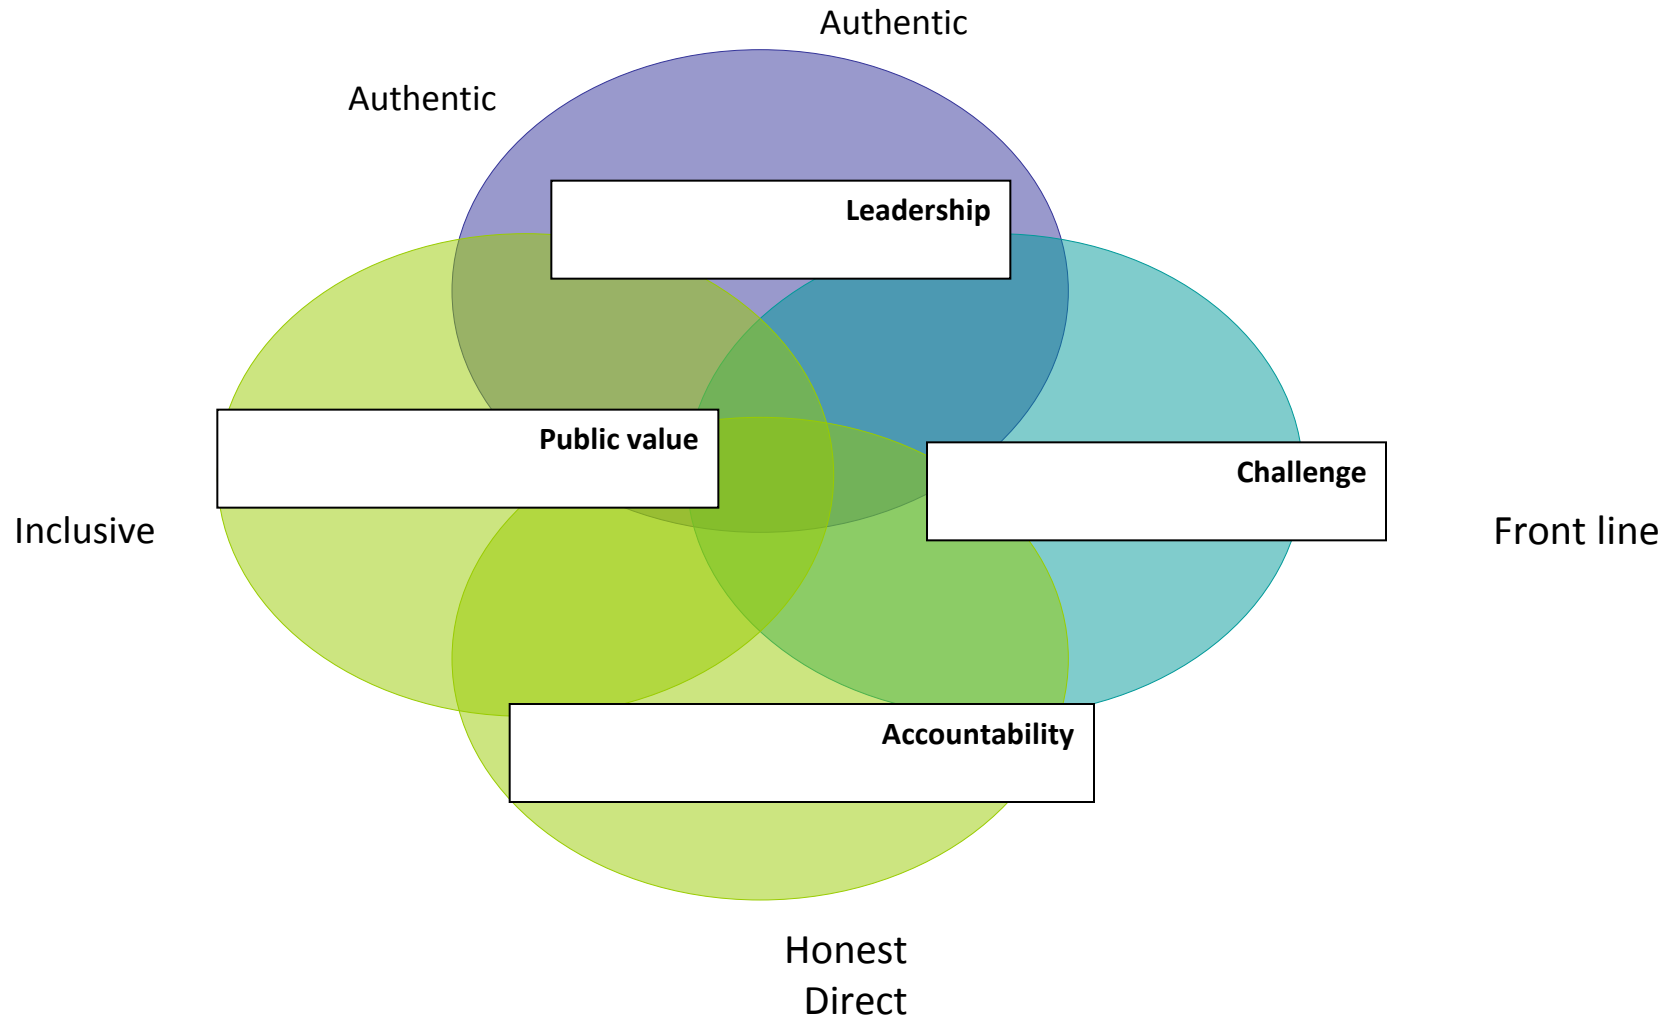 Authentic
Authentic
Leadership
Public value
Challenge
Inclusive
Front line
Accountability
Honest
Direct